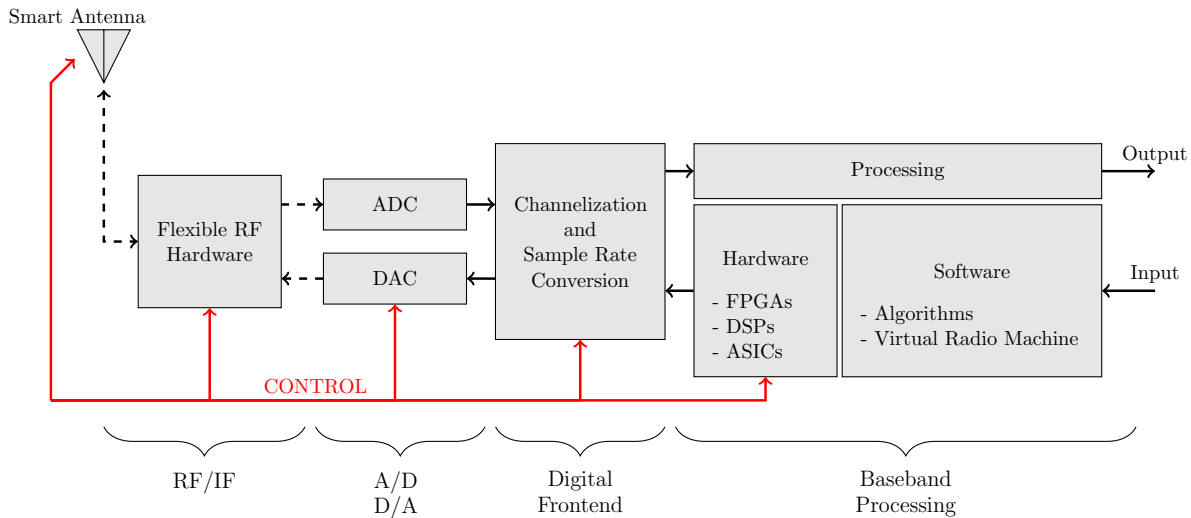 Smart Antenna
Flexible RF
Hardware
ADC
DAC
Channelization
and
Sample Rate
Conversion
Processing
Output
Hardware
- FPGAs
- DSPs
- ASICs
Software
- Algorithms
- Virtual Radio Machine
Input
CONTROL
RF/IF
A/D
D/A
Digital
Frontend
Baseband
Processing